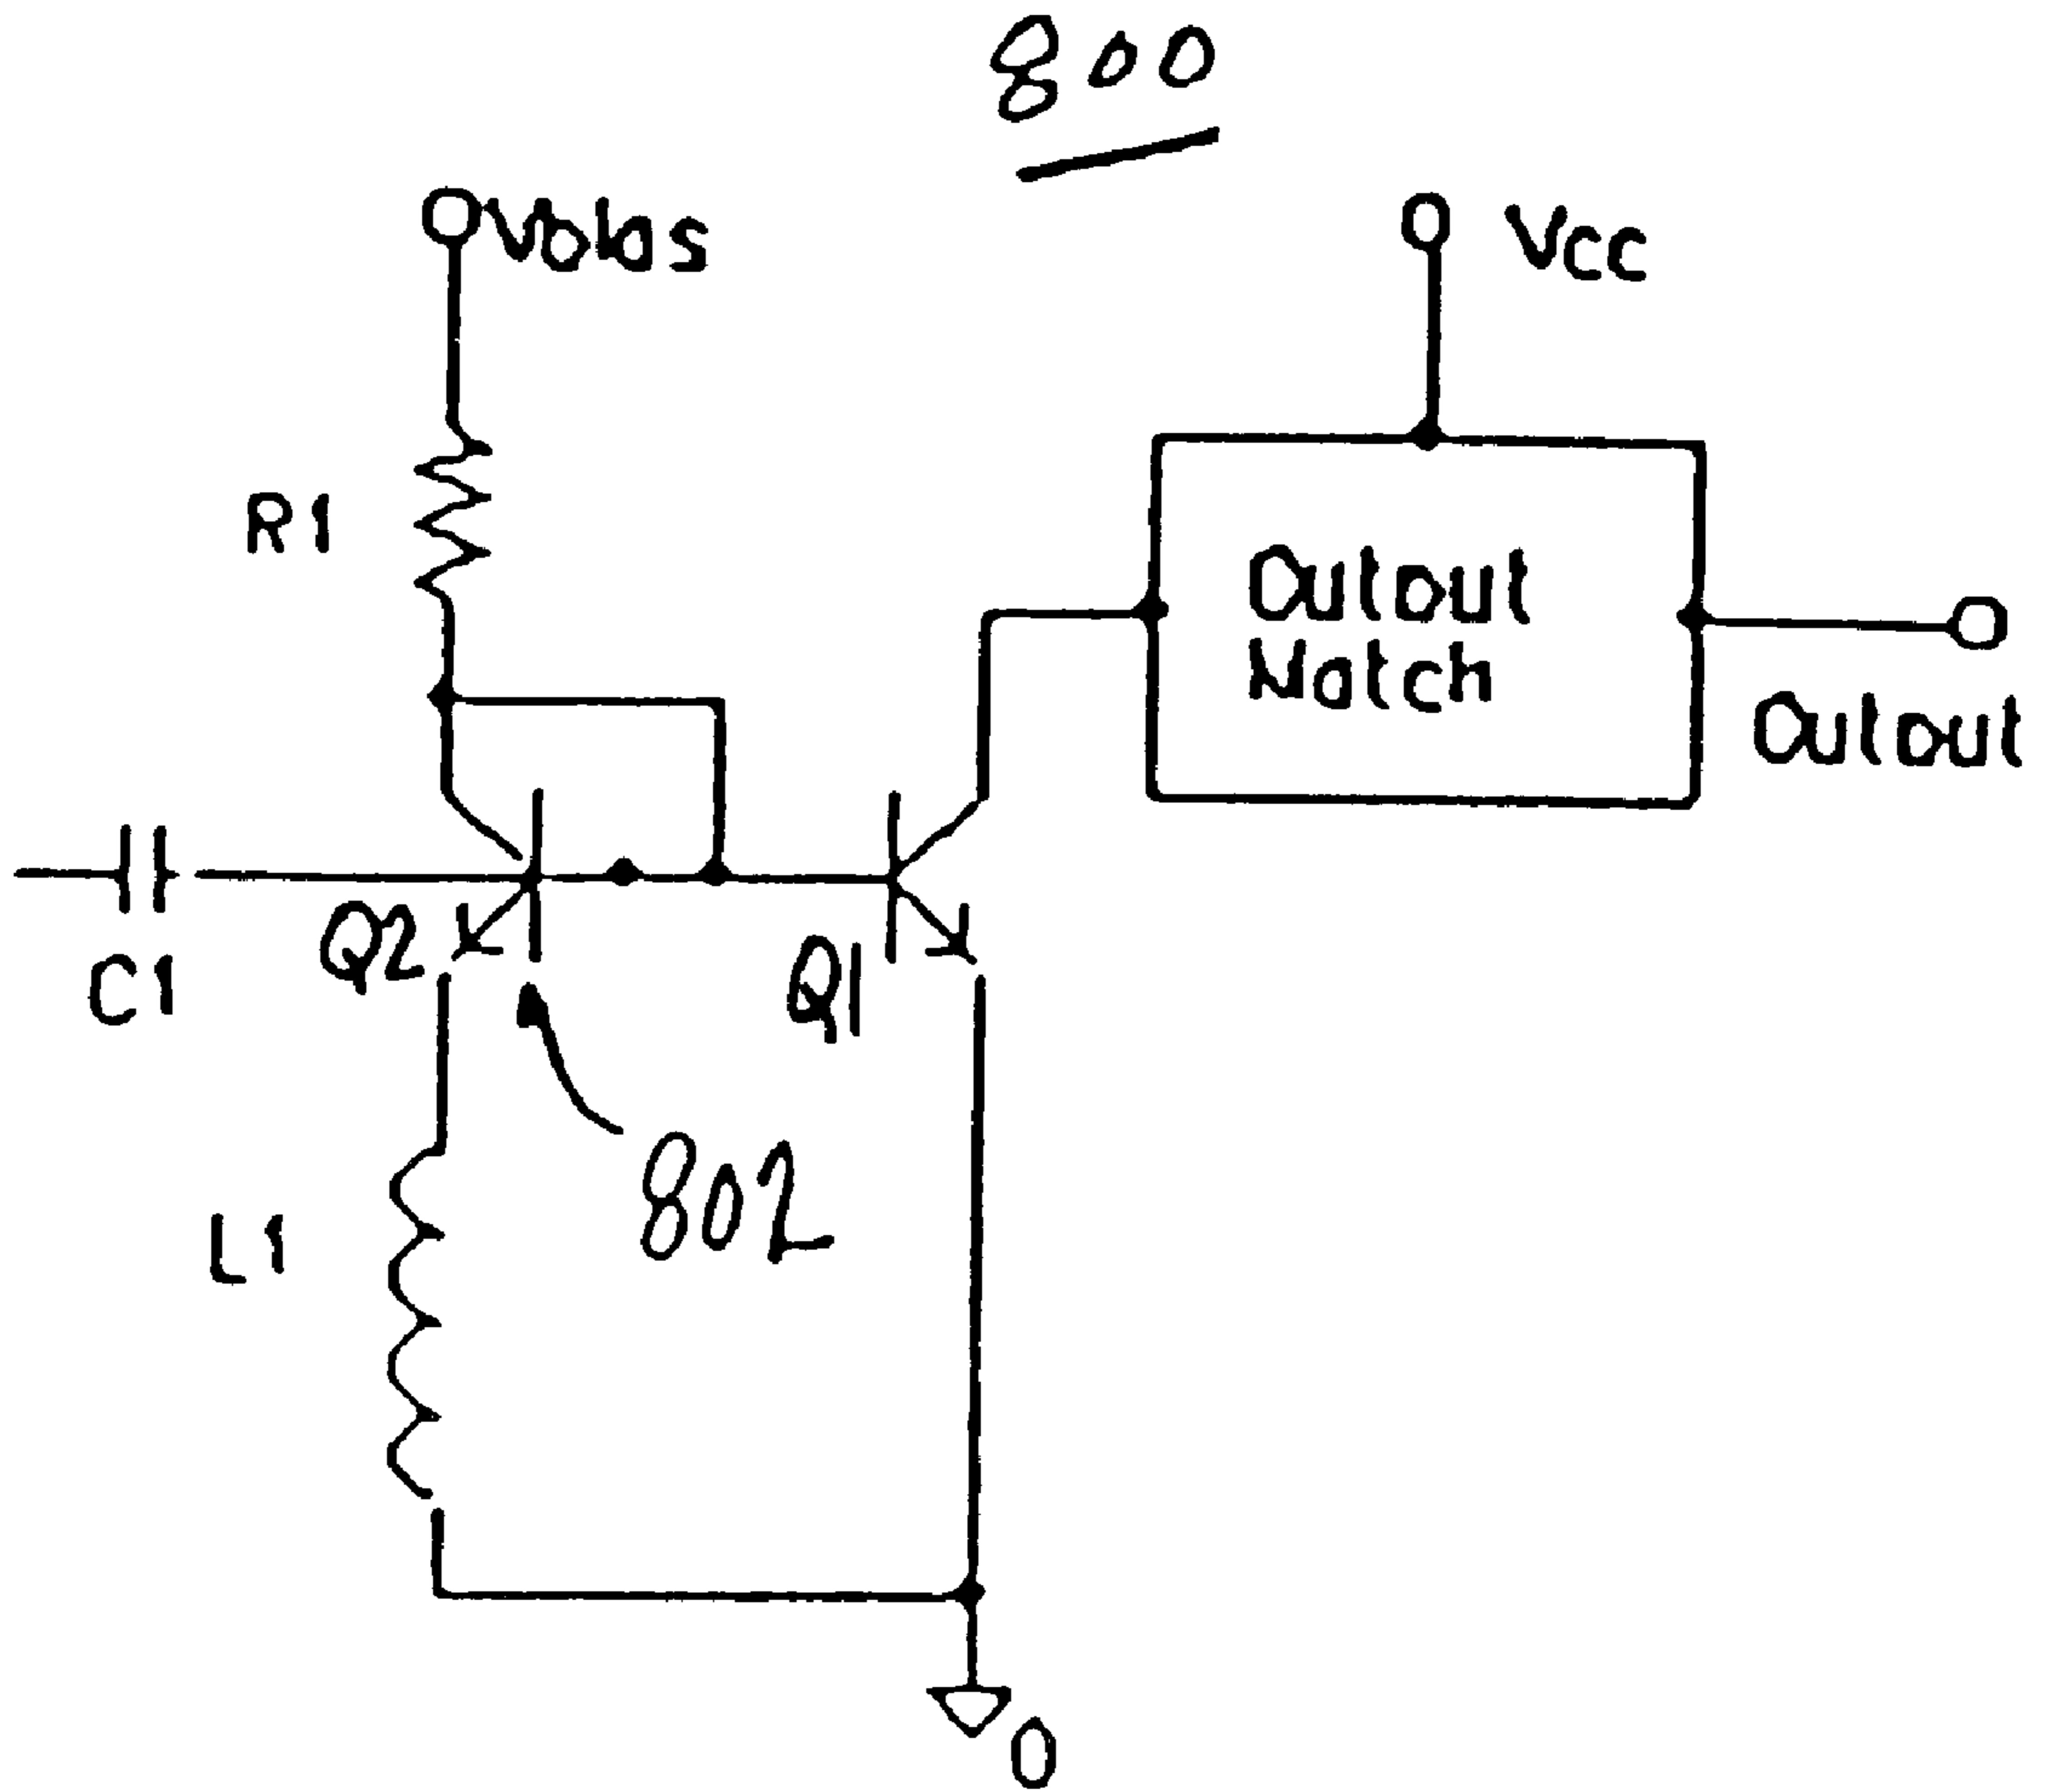 800
Vbias
Vcc
R1
Output
Match
Output
Q2
C1
Q1
802
L1
0